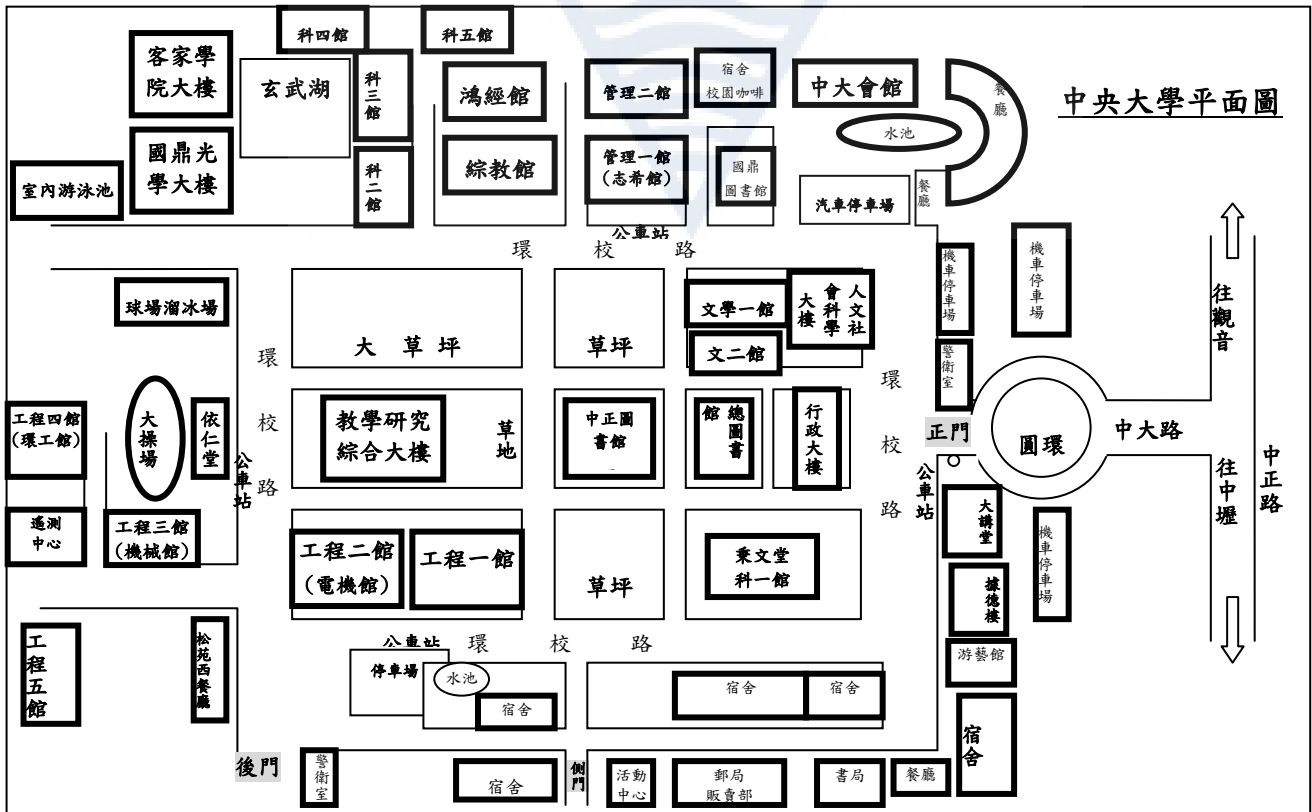 中央大學平面圖
科四館
科五館
客家學
院大樓
玄武湖
科三館
鴻經館
管理二館
宿舍
校園咖啡
中大會館
餐廳
水池
國鼎光
學大樓
室內游泳池
科二館
綜教館
管理一館
(志希館)
國鼎
圖書館
汽車停車場
餐廳
公車站
環 校 路
機車停車場
機車停車場
往觀音
球場溜冰場
大 草 坪
草坪
文學一館
文二館
人文社
會科學
大樓
環 校 路
環 校 路
警衛室
工程四館
(環工館)
大操場
依仁堂
公車站
教學研究
綜合大樓
草地
中正圖
書館
總圖書
館
行政大樓
正門
圓環
中大路
中正路
往中壢
公車站
遙測
中心
工程三館
(機械館)
工程二館
(電機館)
工程一館
草坪
秉文堂
科一館
大講堂
機車停車場
據德樓
游藝館
工程五館
松苑西餐廳
公車站
環 校 路
停車場
水池
宿舍
宿舍
宿舍
宿舍
後門
警衛室
宿舍
側門
活動
中心
郵局
販賣部
書局
餐廳